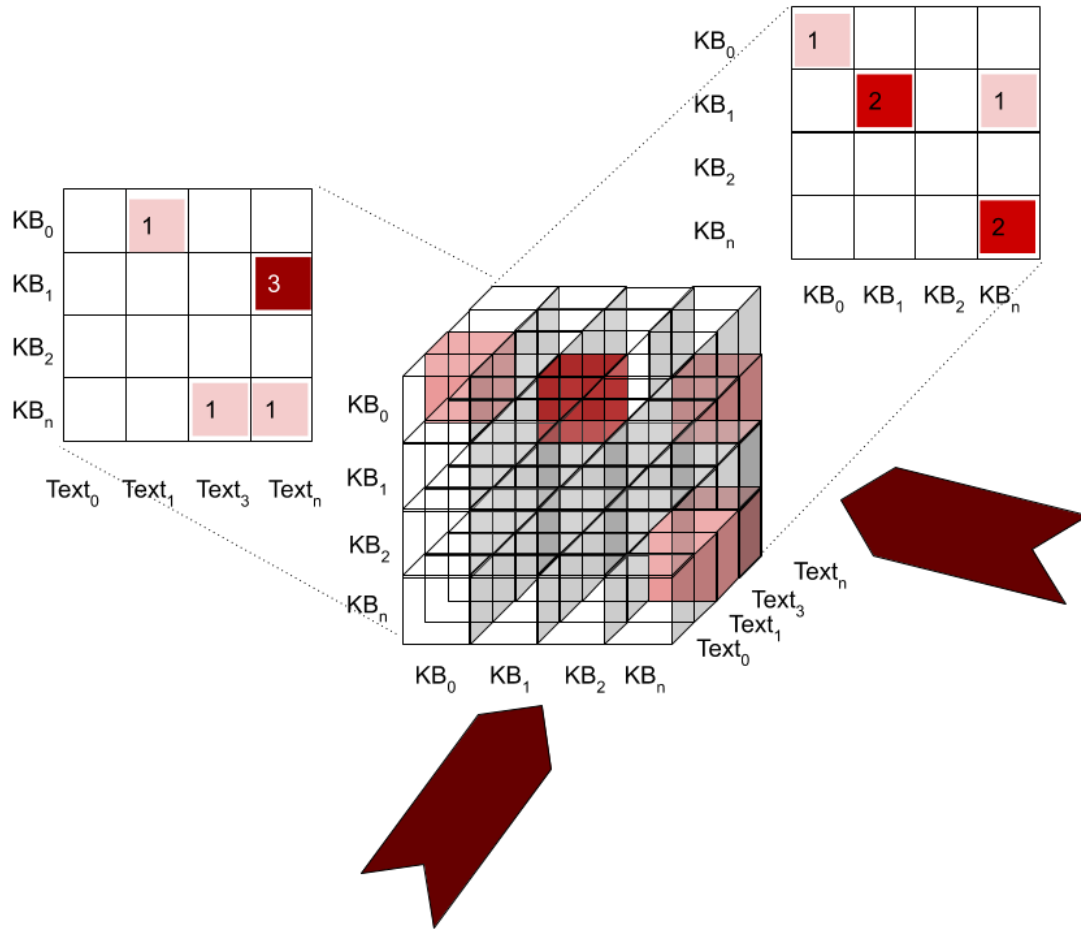 KB0 1
KB1 2 1
KB2
KBn 2
KB0 KB1 KB2 KBn
KB0 1
KB1 3
KB2
KBn 1 1
Text0 Text1 Text3 Textn
KB0
KB1
KB2
KBn
KB0 KB1 KB2 KBn
Textn
Text3
Text1
Text0